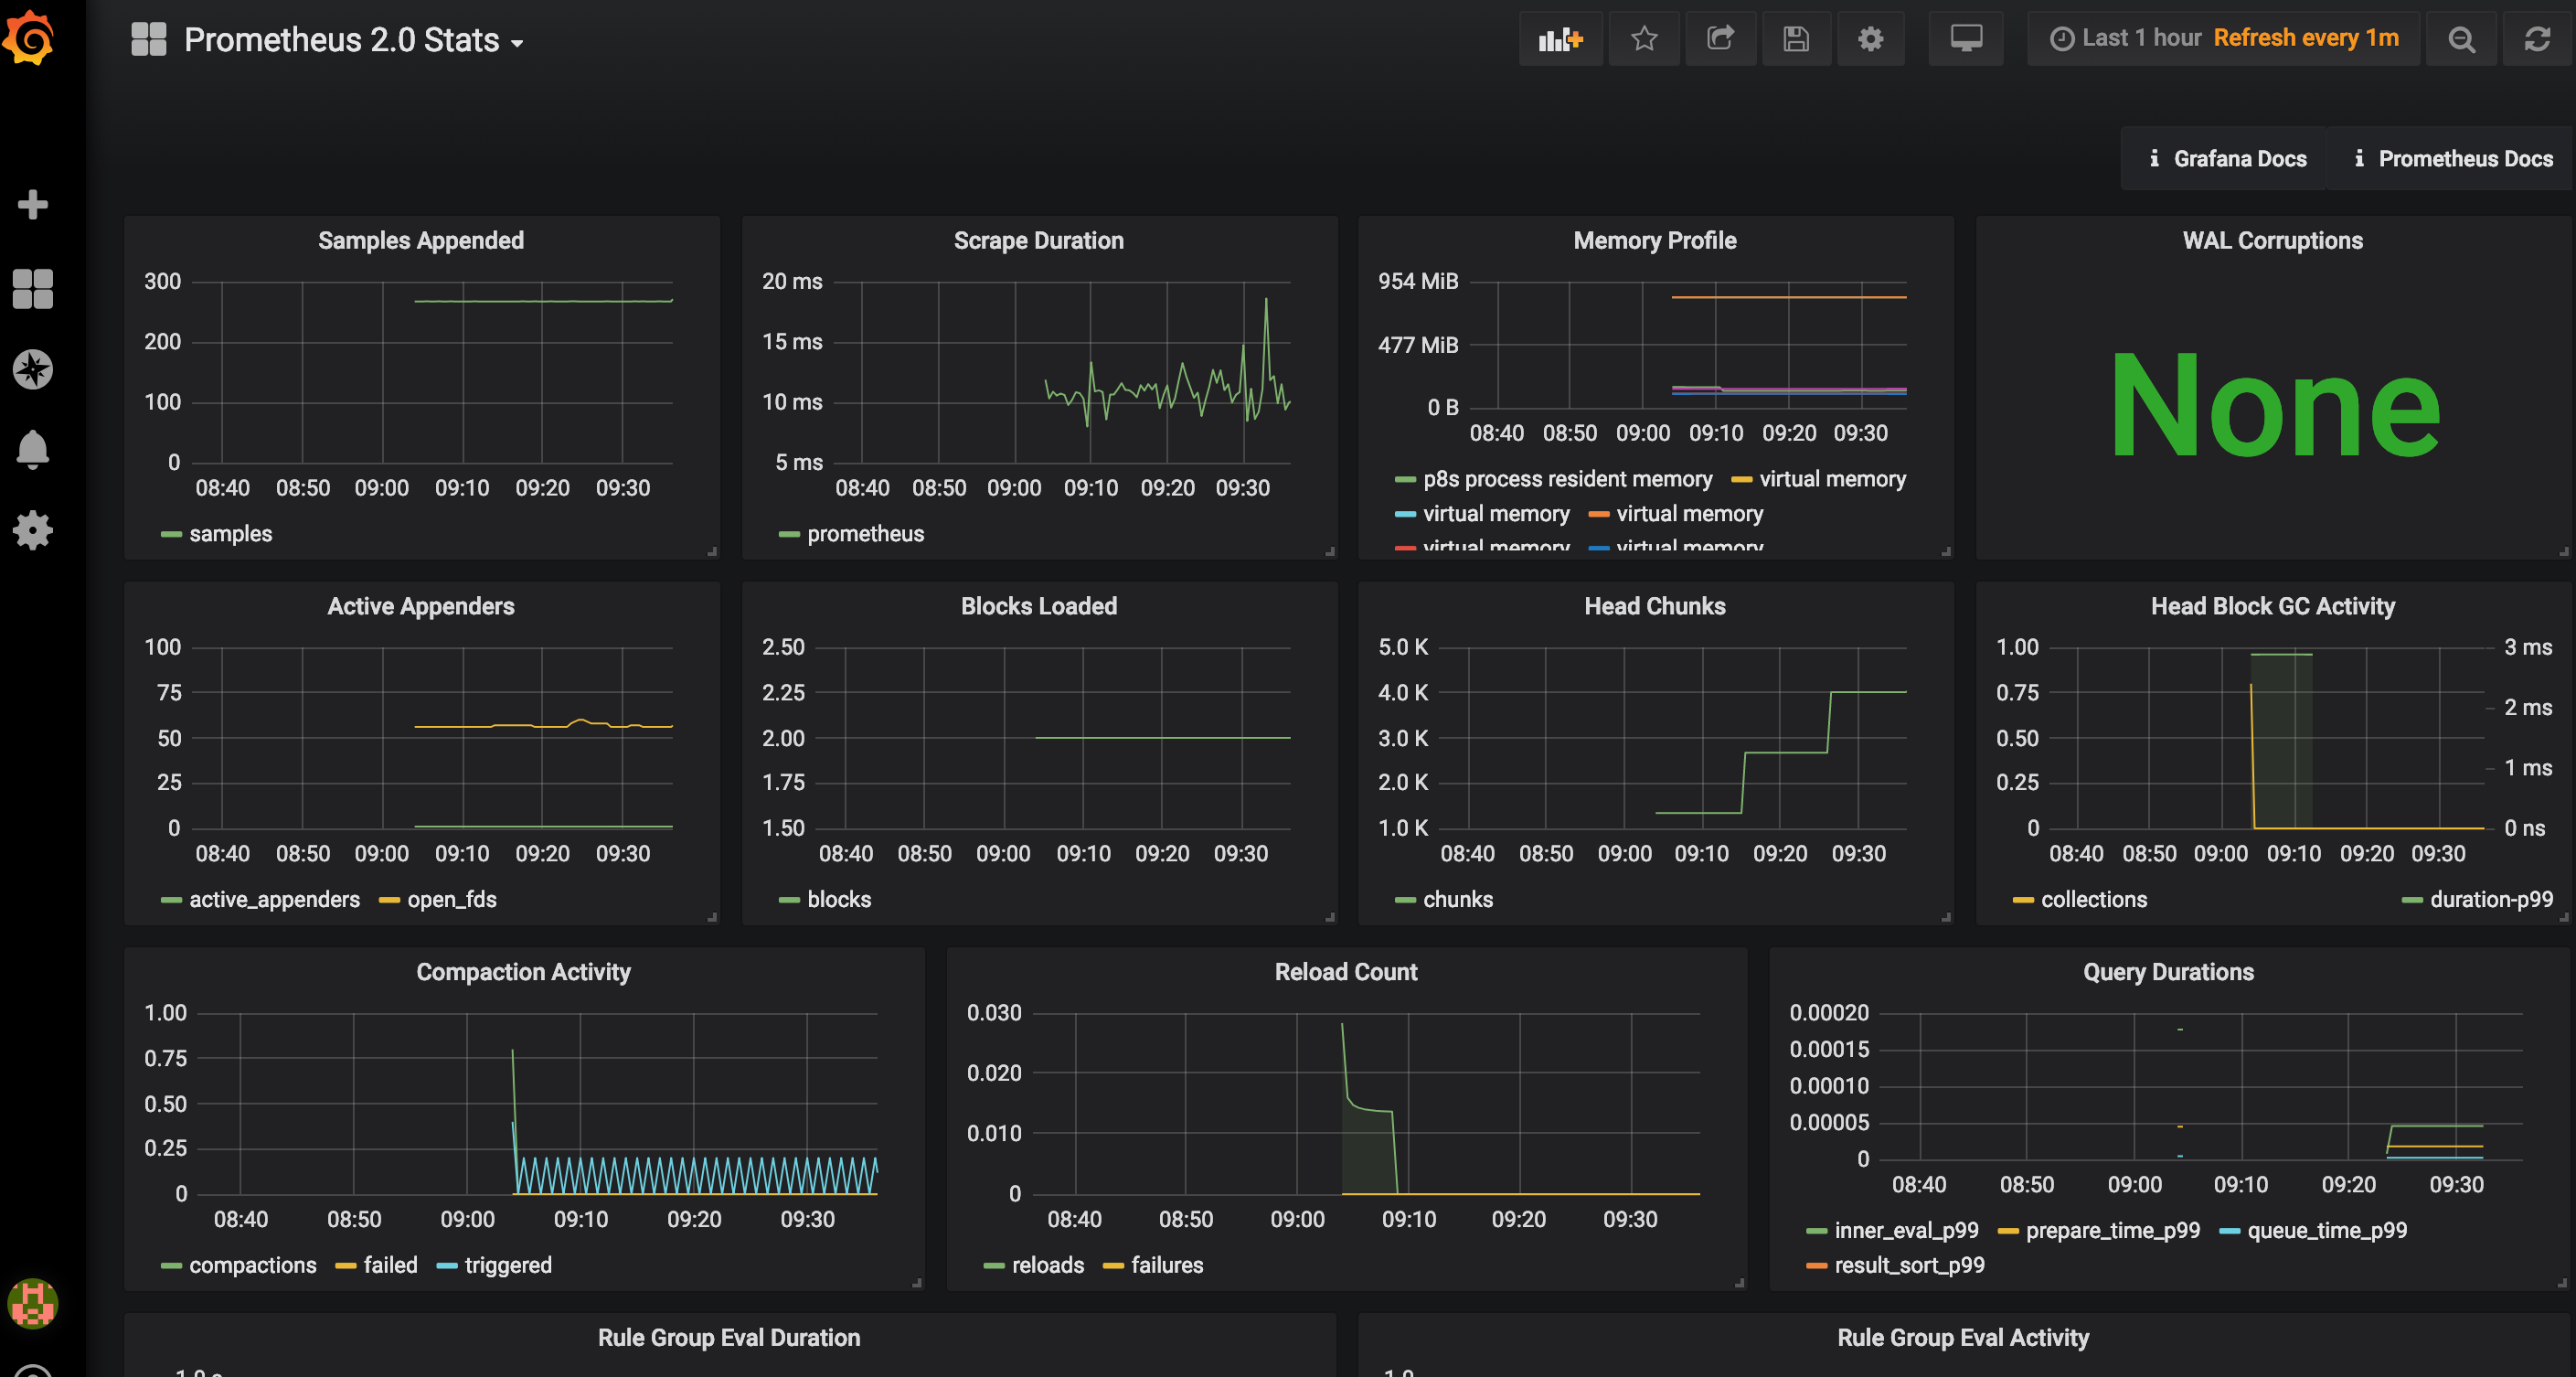 Prometheus 2.0 Stats
Last 1 hour Refresh every 1m
i Grafana Docs i Prometheus Docs
Samples Appended
300
200
100
0
08:40 08:50 09:00 09:10 09:20 09:30
samples
Scrape Duration
20 ms
15 ms
10 ms
5 ms
08:40 08:50 09:00 09:10 09:20 09:30
prometheus
Memory Profile
954 MiB
477 MiB
0 B
08:40 08:50 09:00 09:10 09:20 09:30
p8s process resident memory virtual memory
virtual memory virtual memory
virtual memory virtual memory
WAL Corruptions
None
Active Appenders
100
75
50
25
0
08:40 08:50 09:00 09:10 09:20 09:30
active_appenders open_fds
Blocks Loaded
2.50
2.25
2.00
1.75
1.50
08:40 08:50 09:00 09:10 09:20 09:30
blocks
Head Chunks
5.0 K
4.0 K
3.0 K
2.0 K
1.0 K
08:40 08:50 09:00 09:10 09:20 09:30
chunks
Head Block GC Activity
1.00 3 ms
0.75 2 ms
0.50
0.25 1 ms
0 0 ns
08:40 08:50 09:00 09:10 09:20 09:30
collections duration-p99
Compaction Activity
1.00
0.75
0.50
0.25
0
08:40 08:50 09:00 09:10 09:20 09:30
compactions failed triggered
Reload Count
0.030
0.020
0.010
0
08:40 08:50 09:00 09:10 09:20 09:30
reloads failures
Query Durations
0.00020
0.00015
0.00010
0.00005
0
08:40 08:50 09:00 09:10 09:20 09:30
inner_eval_p99 prepare_time_p99 queue_time_p99
result_sort_p99
Rule Group Eval Duration
Rule Group Eval Activity